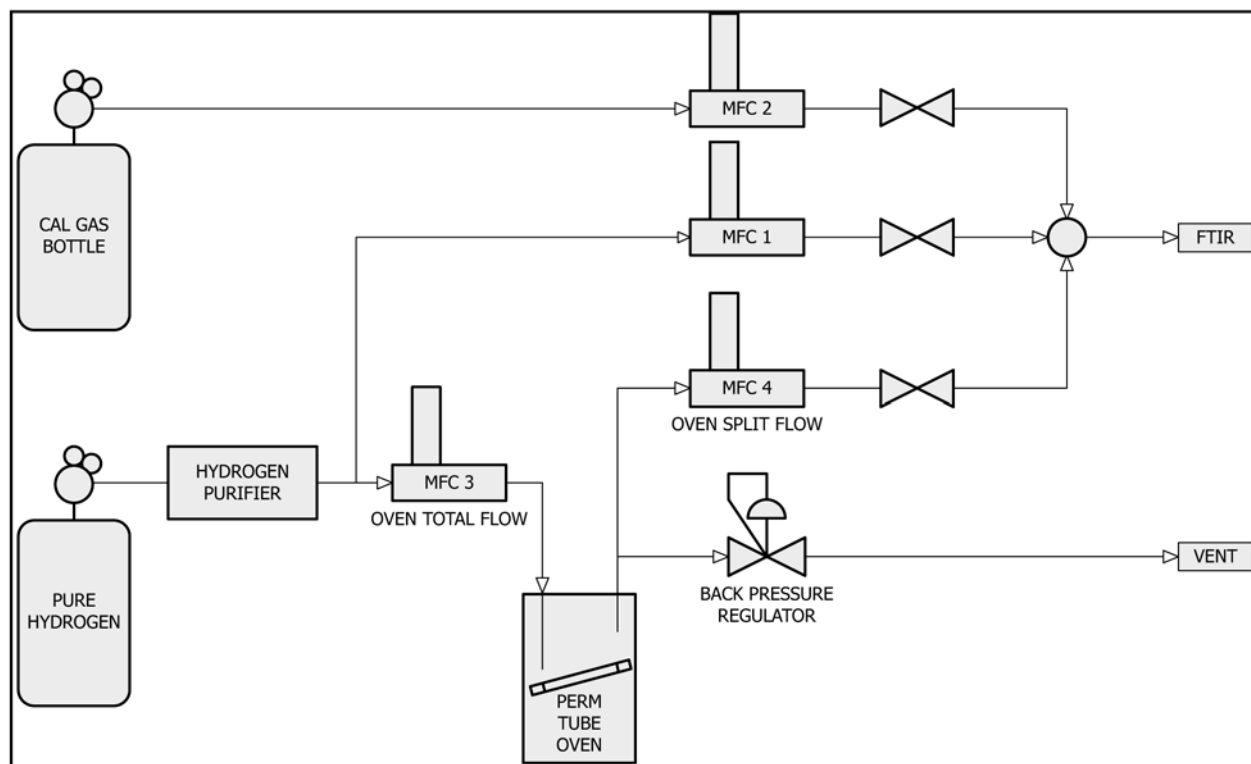 MFC 2
CAL GAS
BOTTLE
MFC 1
FTIR
MFC 4
OVEN SPLIT FLOW
HYDROGEN
PURIFIER
MFC 3
OVEN TOTAL FLOW
PURE
HYDROGEN
VENT
BACK PRESSURE
REGULATOR
PERM
TUBE
OVEN